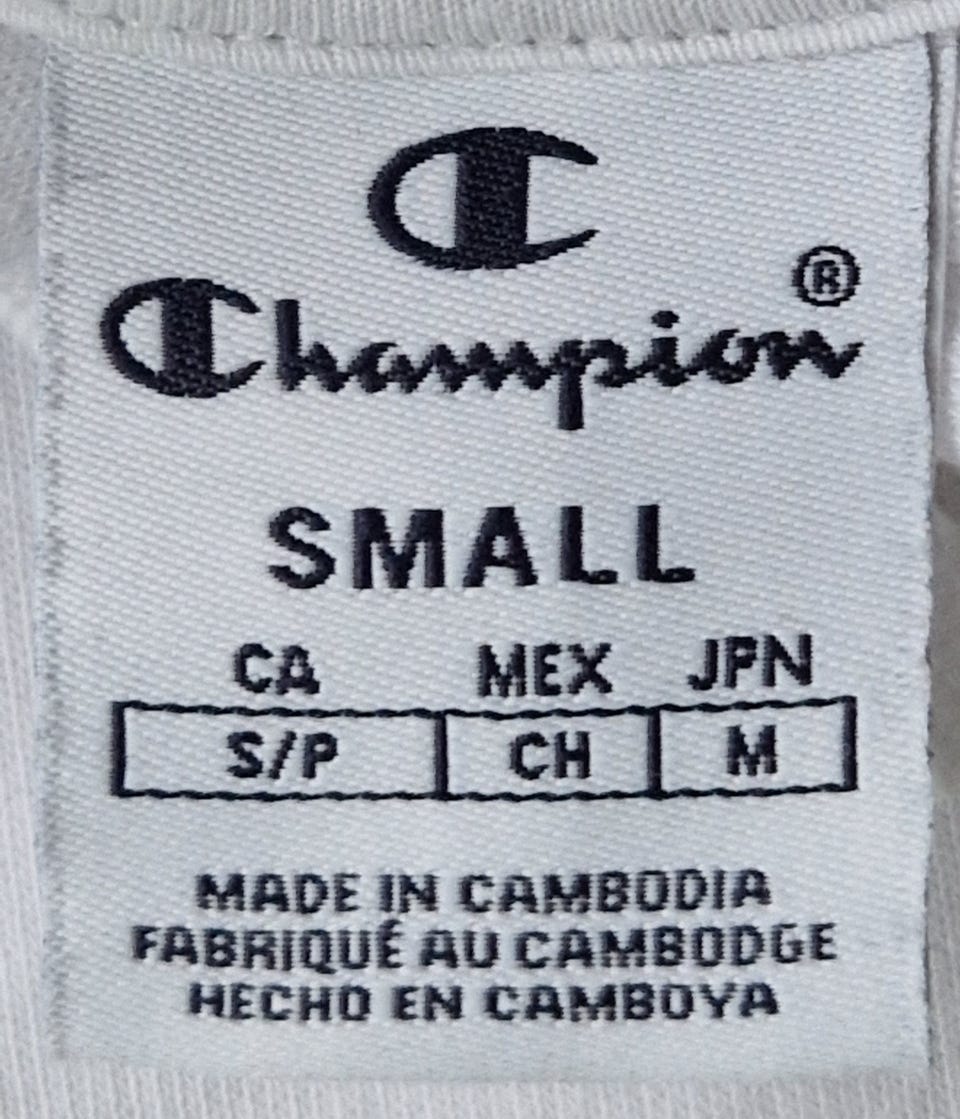 C
Champion®
SMALL
CA MEX JPN
S/P CH M
MADE IN CAMBODIA
FABRIQUÉ AU CAMBODGE
HECHO EN CAMBOYA